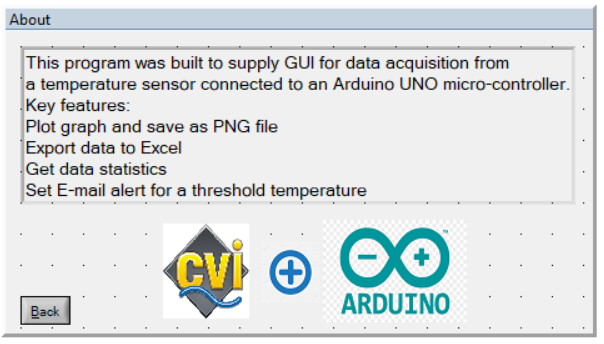 About
This program was built to supply GUI for data acquisition from
a temperature sensor connected to an Arduino UNO micro-controller.
Key features:
Plot graph and save as PNG file
Export data to Excel
Get data statistics
Set E-mail alert for a threshold temperature
CVi
ARDUINO
TM
Back